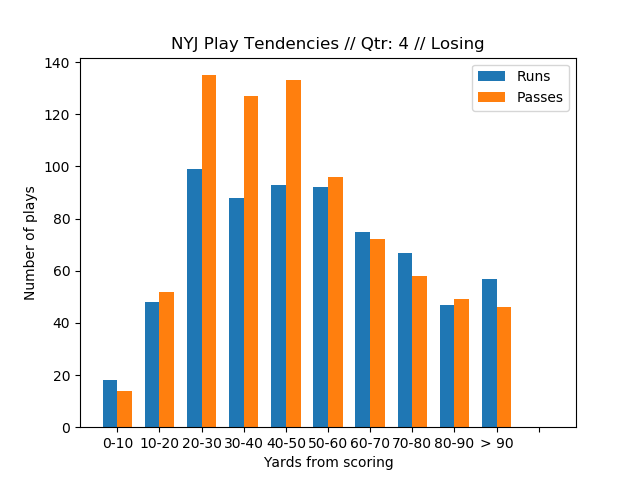 NYJ Play Tendencies // Qtr: 4 // Losing
Runs
Passes
140
120
100
80
60
40
20
0
Number of plays
0-10 10-20 20-30 30-40 40-50 50-60 60-70 70-80 80-90 > 90
Yards from scoring